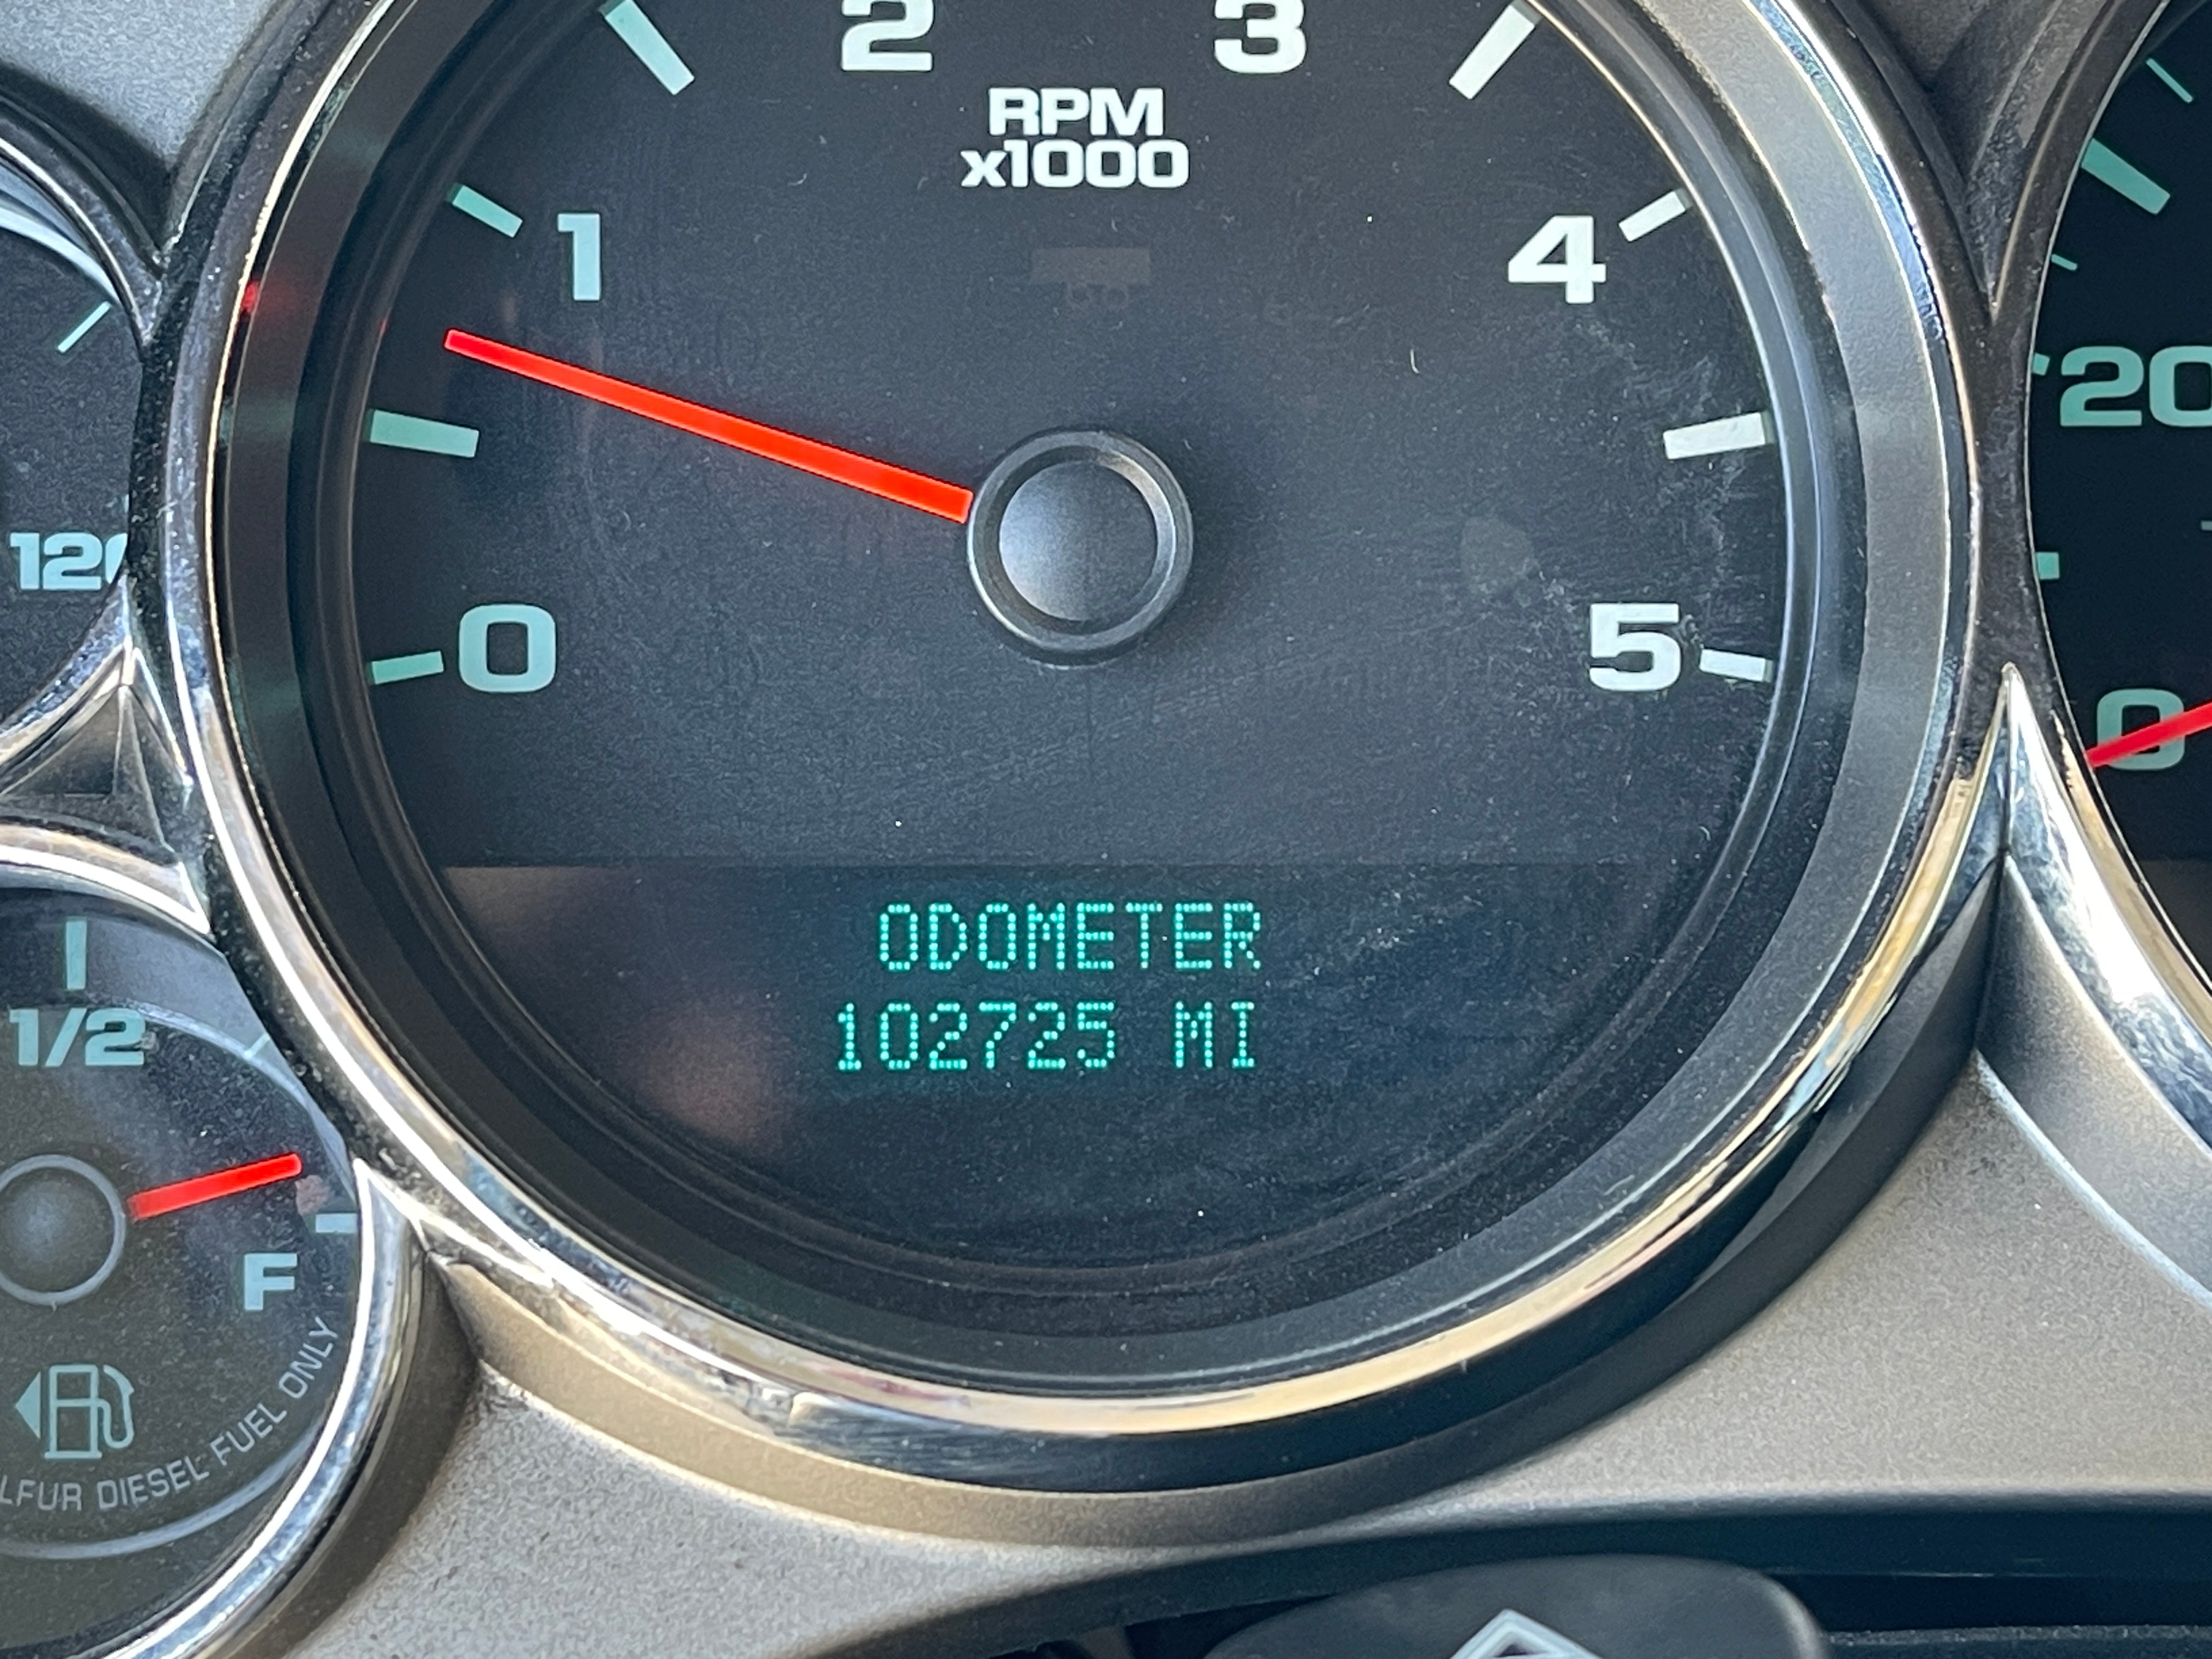 2 3
RPM
x1000
1 4
20
120
0 5
0
ODOMETER
102725 MI
1/2
F
DIESEL FUEL ONLY